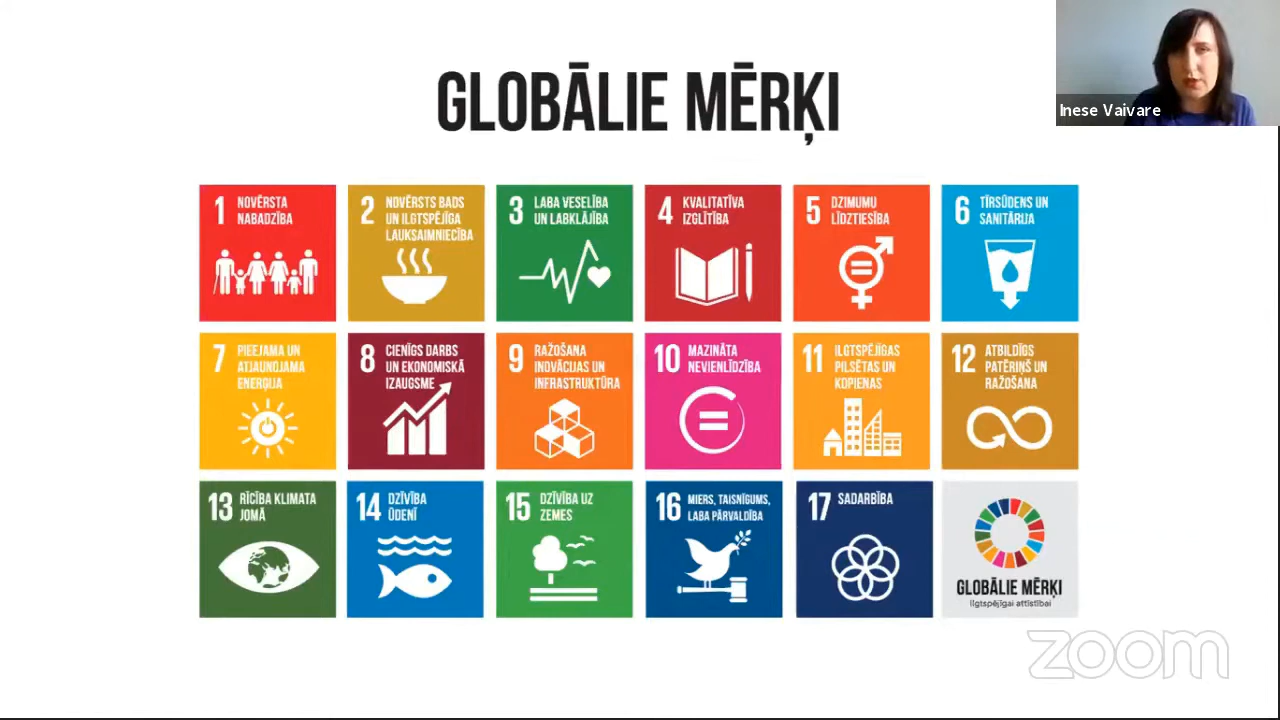 GLOBĀLIE MĒRĶI
Inese Vaivare
1 NOVĒRSTA
NABADZĪBA
2 NOVĒRSTS BADS
UN ILGTSPĒJĪGA
LAUKSAIMNIECĪBA
3 LABA VESELĪBA
UN LABKLĀJĪBA
4 KVALITATĪVA
IZGLĪTĪBA
5 DZIMUMU
LĪDZTIESĪBA
6 TĪRSŪDENS UN
SANITĀRIJA
7 PIEEJAMA UN
ATJAUNOJAMA
ENERĢIJA
8 CIENĪGS DARBS
UN EKONOMISKĀ
IZAUGSME
9 RAŽOŠANA
INOVĀCIJAS UN
INFRASTRUKTŪRA
10 MAZINĀTA
NEVIENLĪDZĪBA
11 ILGTSPĒJĪGAS
PILSĒTAS UN
KOPIENAS
12 ATBILDĪGS
PATĒRIŅŠ UN
RAŽOŠANA
13 RĪCĪBA KLIMATA
JOMĀ
14 DZĪVĪBA
ŪDENĪ
15 DZĪVĪBA UZ
ZEMES
16 MIERS, TAISNĪGUMS,
LABA PĀRVALDĪBA
17 SADARBĪBA
GLOBĀLIE MĒRĶI
ilgtspējīgai attīstībai
zoom